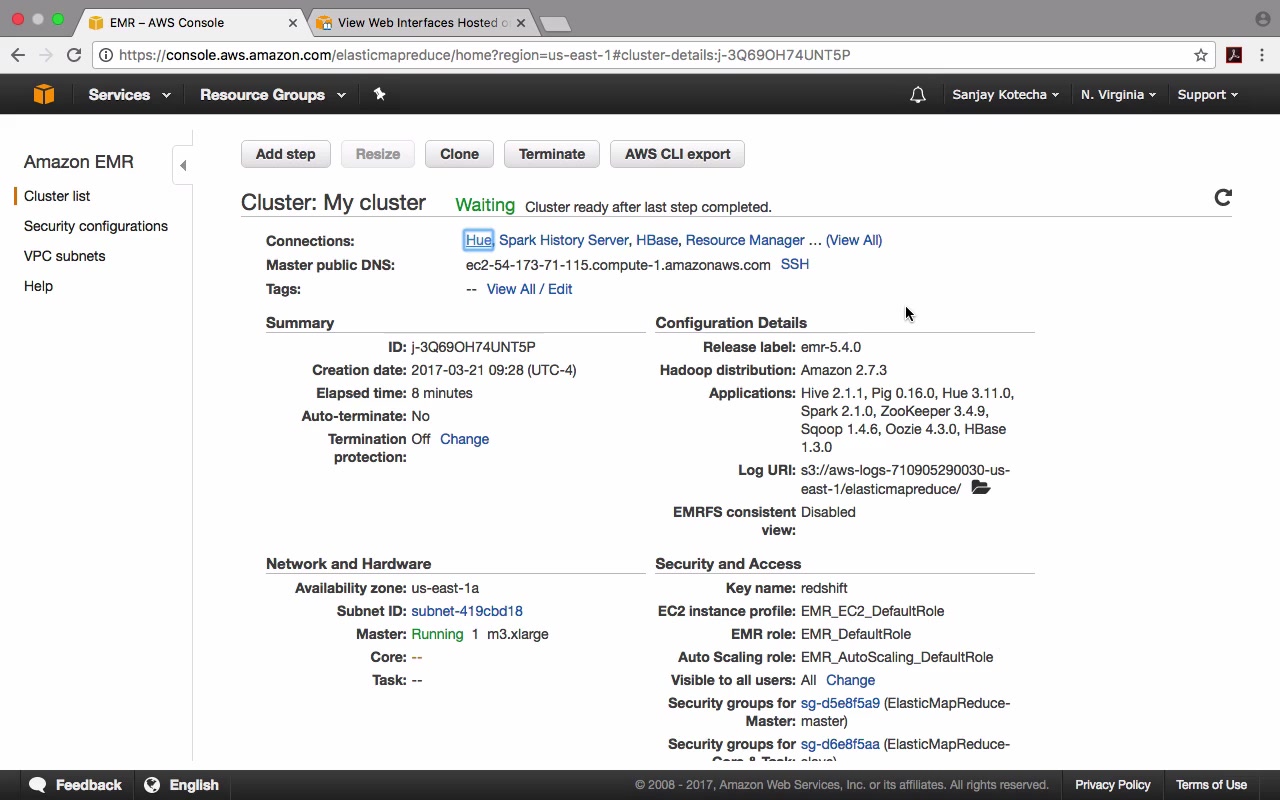 EMR – AWS Console
View Web Interfaces Hosted o
https://console.aws.amazon.com/elasticmapreduce/home?region=us-east-1#cluster-details:j-3Q69OH74UNT5P
Services
Resource Groups
Sanjay Kotecha
N. Virginia
Support
Amazon EMR
Cluster list
Security configurations
VPC subnets
Help
Add step
Resize
Clone
Terminate
AWS CLI export
Cluster: My cluster Waiting Cluster ready after last step completed.
Connections: Hue, Spark History Server, HBase, Resource Manager ... (View All)
Master public DNS: ec2-54-173-71-115.compute-1.amazonaws.com SSH
Tags: -- View All / Edit
Summary
ID: j-3Q69OH74UNT5P
Creation date: 2017-03-21 09:28 (UTC-4)
Elapsed time: 8 minutes
Auto-terminate: No
Termination Off Change
protection:
Configuration Details
Release label: emr-5.4.0
Hadoop distribution: Amazon 2.7.3
Applications: Hive 2.1.1, Pig 0.16.0, Hue 3.11.0,
Spark 2.1.0, ZooKeeper 3.4.9,
Sqoop 1.4.6, Oozie 4.3.0, HBase
1.3.0
Log URI: s3://aws-logs-710905290030-us-
east-1/elasticmapreduce/
EMRFS consistent Disabled
view:
Network and Hardware
Availability zone: us-east-1a
Subnet ID: subnet-419cbd18
Master: Running 1 m3.xlarge
Core: --
Task: --
Security and Access
Key name: redshift
EC2 instance profile: EMR_EC2_DefaultRole
EMR role: EMR_DefaultRole
Auto Scaling role: EMR_AutoScaling_DefaultRole
Visible to all users: All Change
Security groups for sg-d5e8f5a9 (ElasticMapReduce-
Master: master)
Security groups for sg-d6e8f5aa (ElasticMapReduce-
Core & Task: slave)
Feedback
English
© 2008 - 2017, Amazon Web Services, Inc. or its affiliates. All rights reserved.
Privacy Policy
Terms of Use